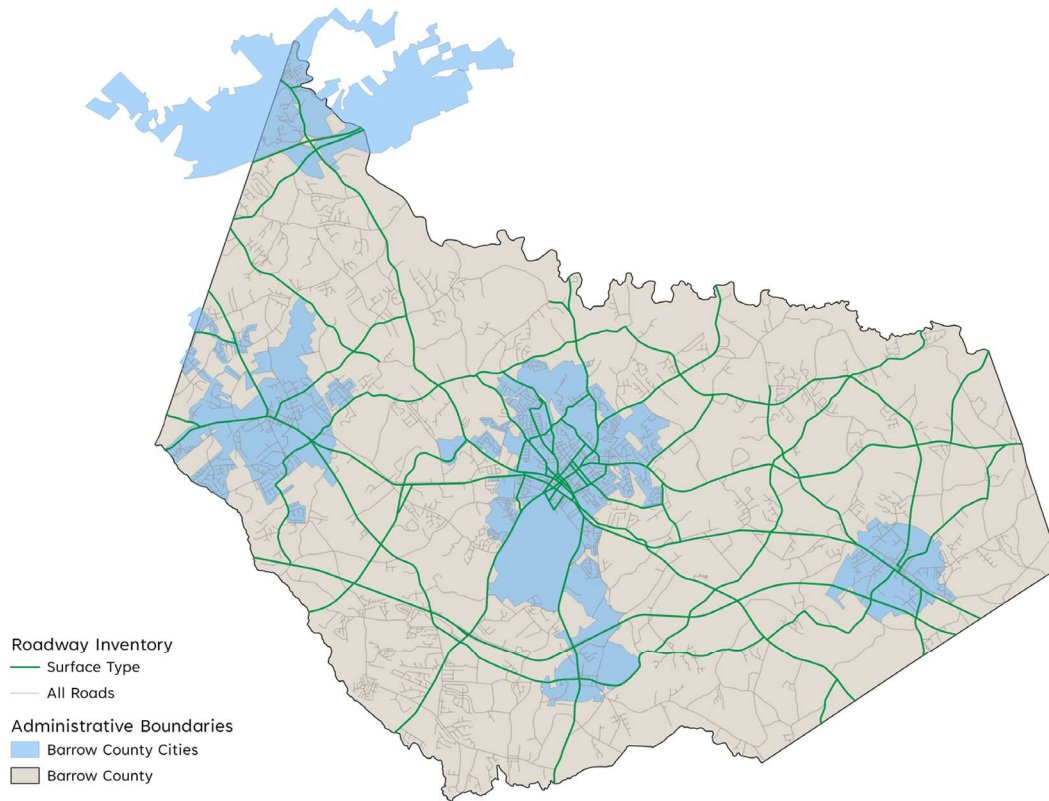 Roadway Inventory
Surface Type
All Roads
Administrative Boundaries
Barrow County Cities
Barrow County